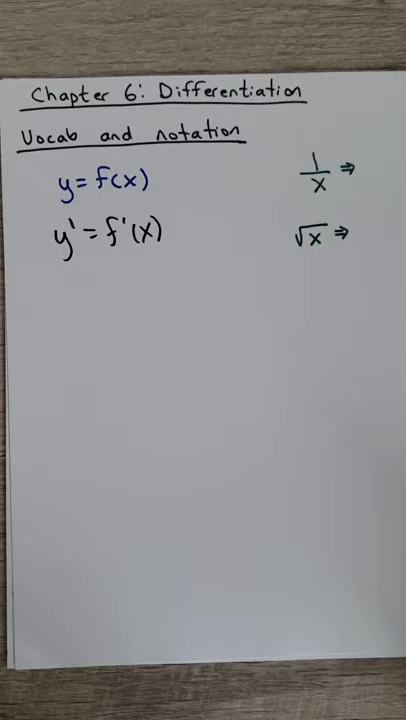 Chapter 6: Differentiation
Vocab and notation
y = f(x)
y' = f'(x)
1/x ⇒
√x ⇒